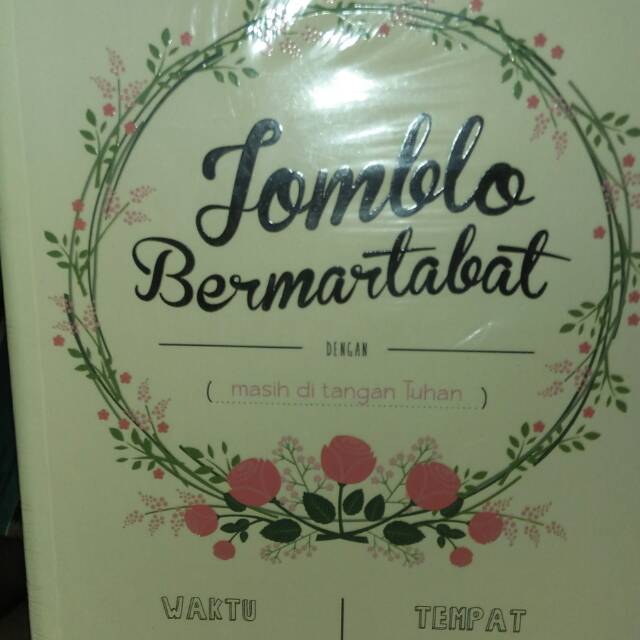 Jomblo
Bermartabat
DENGAN
( masih di tangan Tuhan )
WAKTU
TEMPAT